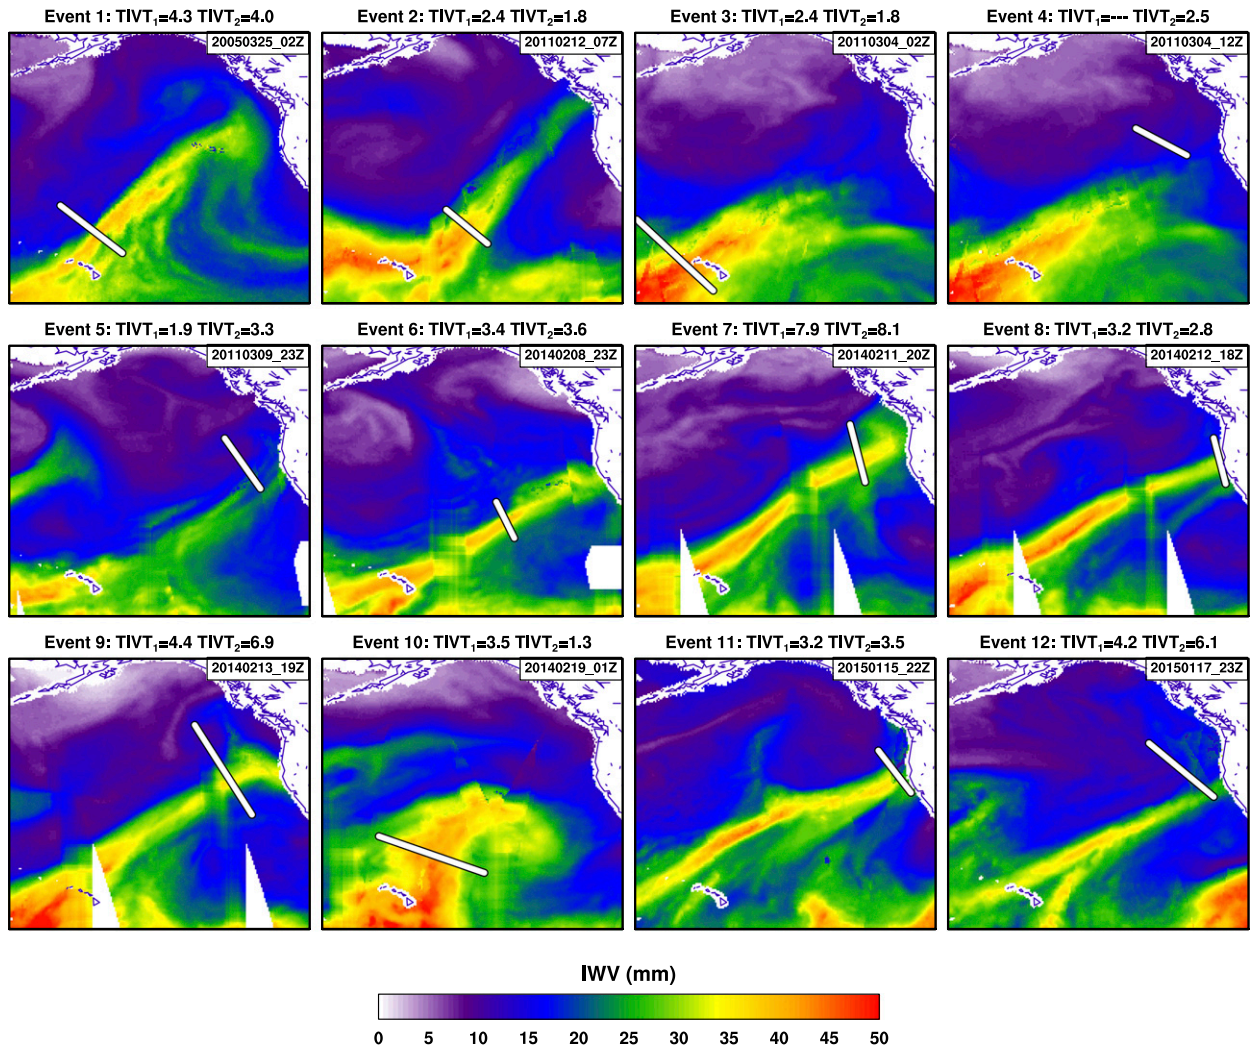 Event 1: TIVT₁=4.3 TIVT₂=4.0
20050325_02Z
Event 2: TIVT₁=2.4 TIVT₂=1.8
20110212_07Z
Event 3: TIVT₁=2.4 TIVT₂=1.8
20110304_02Z
Event 4: TIVT₁=--- TIVT₂=2.5
20110304_12Z
Event 5: TIVT₁=1.9 TIVT₂=3.3
20110309_23Z
Event 6: TIVT₁=3.4 TIVT₂=3.6
20140208_23Z
Event 7: TIVT₁=7.9 TIVT₂=8.1
20140211_20Z
Event 8: TIVT₁=3.2 TIVT₂=2.8
20140212_18Z
Event 9: TIVT₁=4.4 TIVT₂=6.9
20140213_19Z
Event 10: TIVT₁=3.5 TIVT₂=1.3
20140219_01Z
Event 11: TIVT₁=3.2 TIVT₂=3.5
20150115_22Z
Event 12: TIVT₁=4.2 TIVT₂=6.1
20150117_23Z
IWV (mm)
0 5 10 15 20 25 30 35 40 45 50